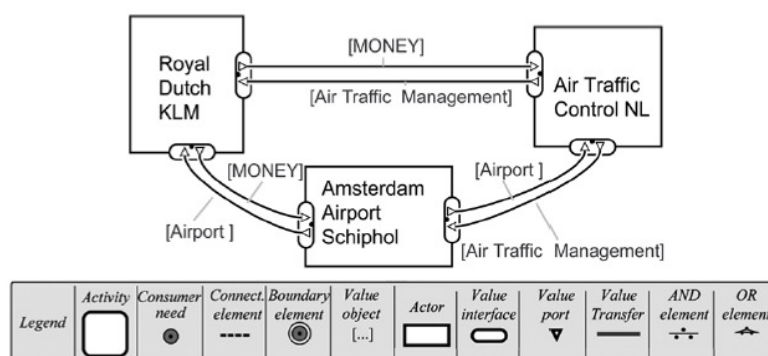 [MONEY]
Royal
Dutch
KLM
Air Traffic
Control NL
[Air Traffic Management]
[MONEY]
[Airport ]
Amsterdam
Airport
Schiphol
[Airport ]
[Air Traffic Management]
Legend
Activity
Consumer
need
Connect.
element
Boundary
element
Value
object
[...]
Actor
Value
interface
Value
port
Value
Transfer
AND
element
OR
element